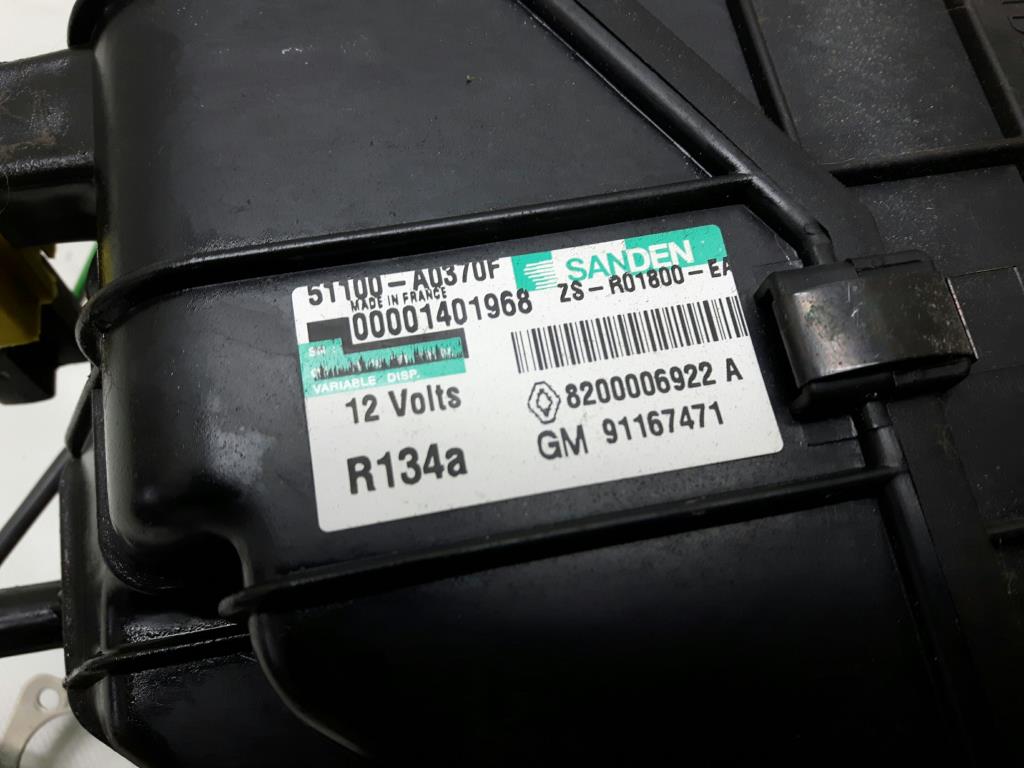 51100-A0370F SANDEN
MADE IN FRANCE
00001401968 ZS-R01800-EA
S/N
VARIABLE DISP.
12 Volts 8200006922 A
R134a GM 91167471